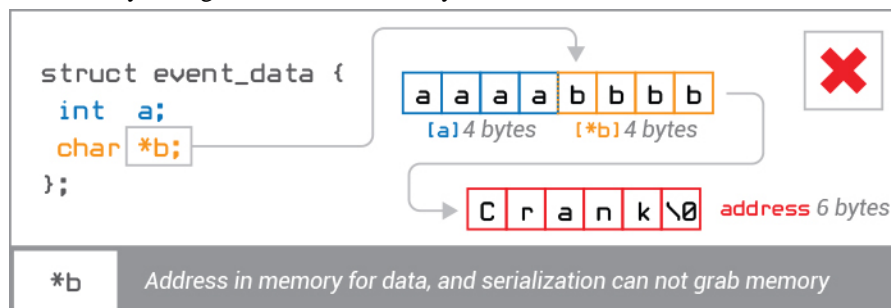 struct event_data {
int a;
char *b;
};
a a a a b b b b
[a] 4 bytes [*b] 4 bytes
C r a n k \0 address 6 bytes
*b Address in memory for data, and serialization can not grab memory